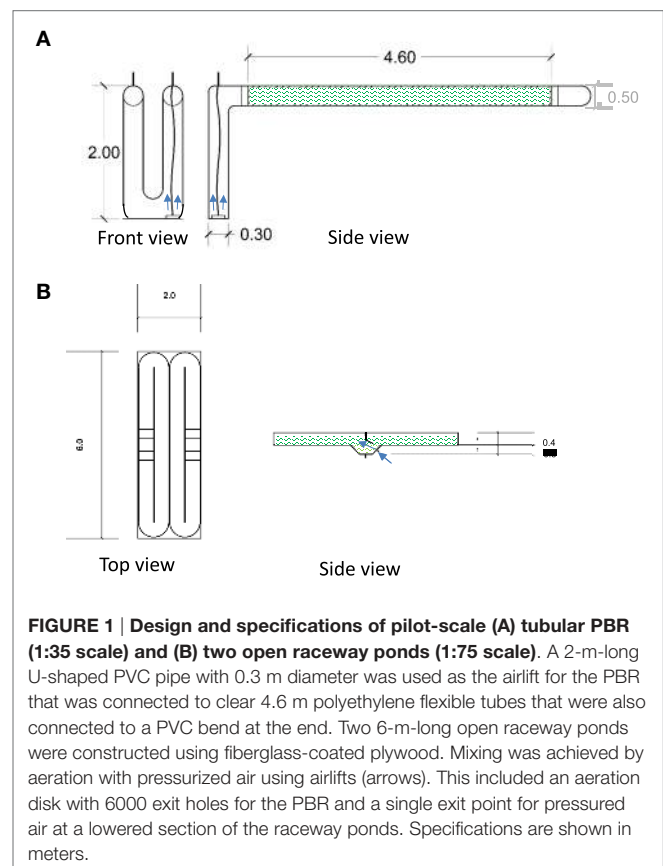 A
4.60
0.50
2.00
Front view
0.30
Side view
B
2.0
6.0
0.4
Top view
Side view
FIGURE 1 | Design and specifications of pilot-scale (A) tubular PBR
(1:35 scale) and (B) two open raceway ponds (1:75 scale). A 2-m-long
U-shaped PVC pipe with 0.3 m diameter was used as the airlift for the PBR
that was connected to clear 4.6 m polyethylene flexible tubes that were also
connected to a PVC bend at the end. Two 6-m-long open raceway ponds
were constructed using fiberglass-coated plywood. Mixing was achieved by
aeration with pressurized air using airlifts (arrows). This included an aeration
disk with 6000 exit holes for the PBR and a single exit point for pressured
air at a lowered section of the raceway ponds. Specifications are shown in
meters.